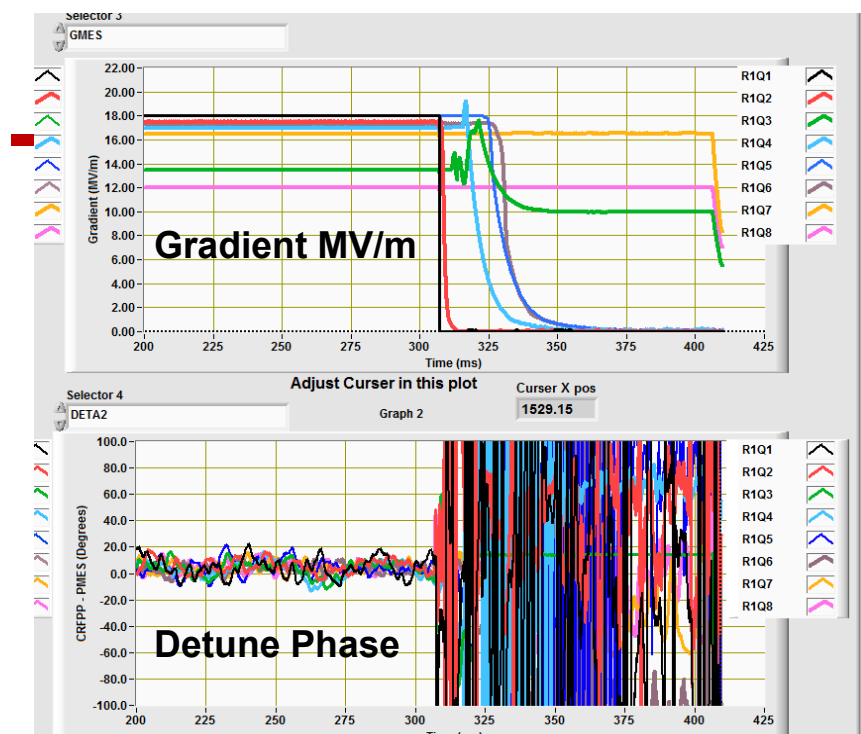 Selector 3
GMES
22.00
20.00
18.00
16.00
14.00
12.00
10.00
8.00
6.00
4.00
2.00
0.00
Gradient (MV/m)
Gradient MV/m
200 225 250 275 300 325 350 375 400 425
Time (ms)
R1Q1
R1Q2
R1Q3
R1Q4
R1Q5
R1Q6
R1Q7
R1Q8
Adjust Curser in this plot
Curser X pos
1529.15
Selector 4
DETA2
Graph 2
100.0
80.0
60.0
40.0
20.0
0.0
-20.0
-40.0
-60.0
-80.0
-100.0
CRFPP - PMES (Degrees)
Detune Phase
200 225 250 275 300 325 350 375 400 425
R1Q1
R1Q2
R1Q3
R1Q4
R1Q5
R1Q6
R1Q7
R1Q8